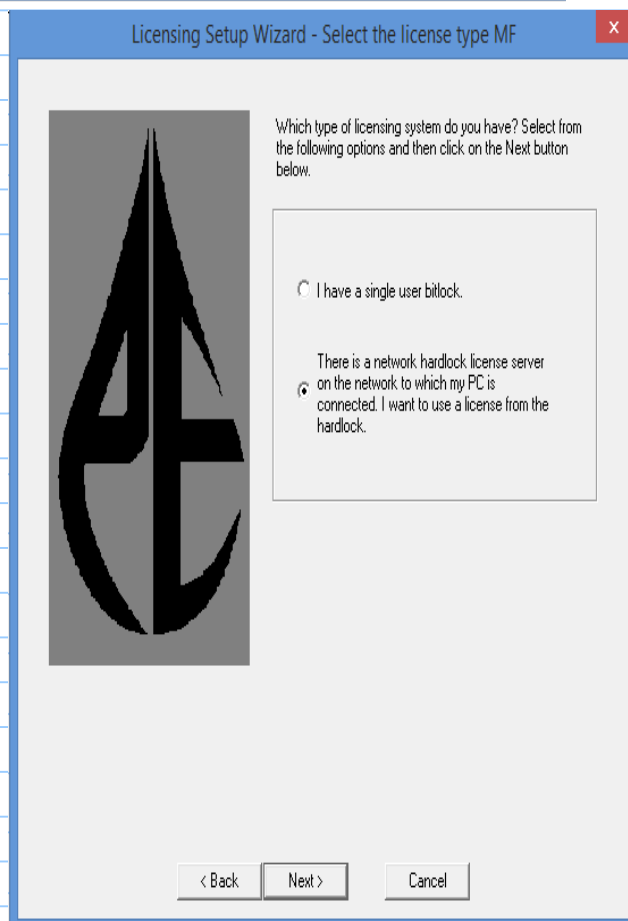 Licensing Setup Wizard - Select the license type MF
x
Which type of licensing system do you have? Select from
the following options and then click on the Next button
below.
I have a single user bitlock.
There is a network hardlock license server
on the network to which my PC is
connected. I want to use a license from the
hardlock.
< Back
Next >
Cancel